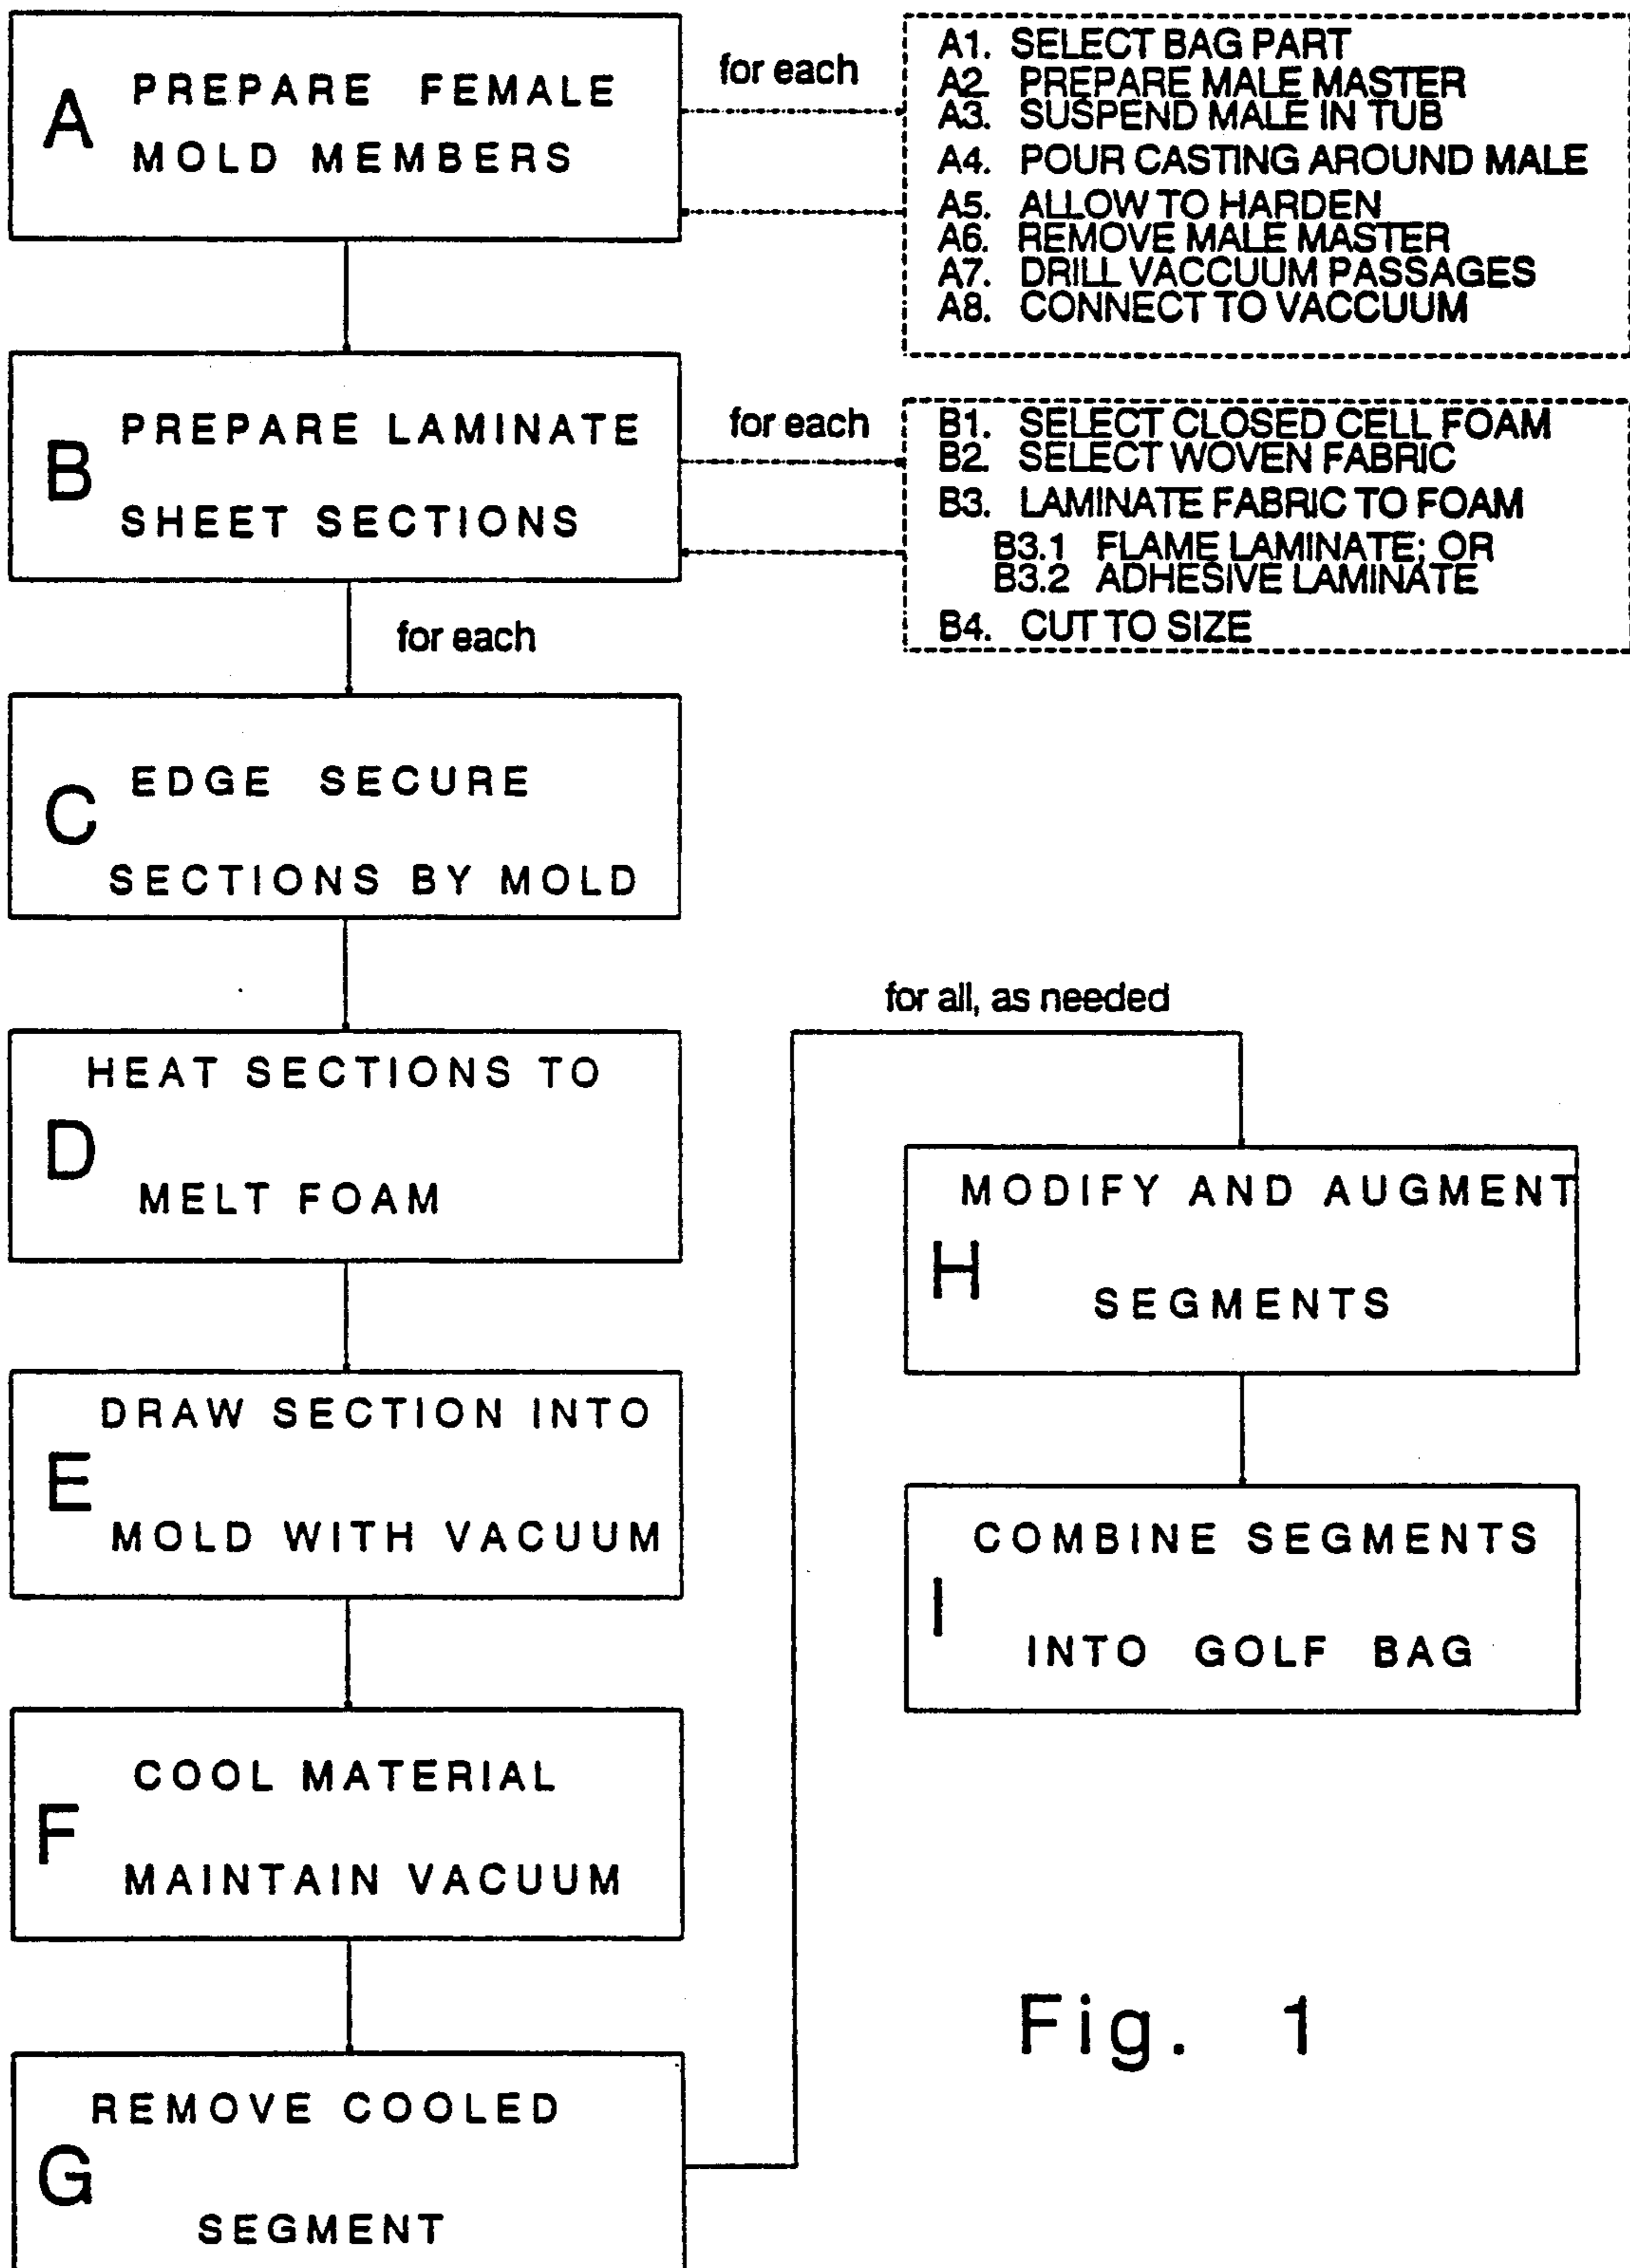 A
PREPARE FEMALE
MOLD MEMBERS
for each
A1. SELECT BAG PART
A2. PREPARE MALE MASTER
A3. SUSPEND MALE IN TUB
A4. POUR CASTING AROUND MALE
A5. ALLOW TO HARDEN
A6. REMOVE MALE MASTER
A7. DRILL VACCUUM PASSAGES
A8. CONNECT TO VACCUUM
B
PREPARE LAMINATE
SHEET SECTIONS
for each
B1. SELECT CLOSED CELL FOAM
B2. SELECT WOVEN FABRIC
B3. LAMINATE FABRIC TO FOAM
B3.1 FLAME LAMINATE; OR
B3.2 ADHESIVE LAMINATE
B4. CUT TO SIZE
for each
C
EDGE SECURE
SECTIONS BY MOLD
D
HEAT SECTIONS TO
MELT FOAM
E
DRAW SECTION INTO
MOLD WITH VACUUM
F
COOL MATERIAL
MAINTAIN VACUUM
G
REMOVE COOLED
SEGMENT
for all, as needed
H
MODIFY AND AUGMENT
SEGMENTS
I
COMBINE SEGMENTS
INTO GOLF BAG
Fig. 1